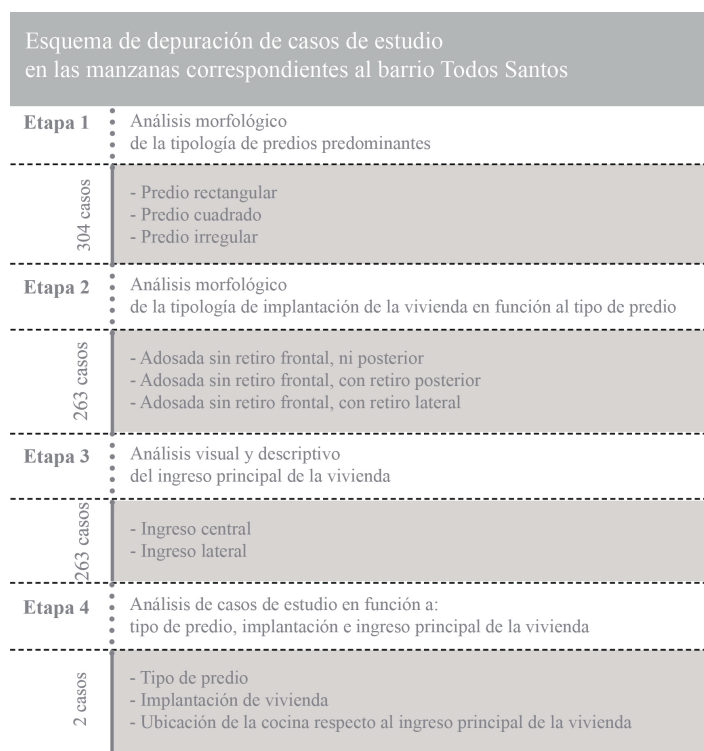 Esquema de depuración de casos de estudio
en las manzanas correspondientes al barrio Todos Santos
Etapa 1
Análisis morfológico
de la tipología de predios predominantes
304 casos
- Predio rectangular
- Predio cuadrado
- Predio irregular
Etapa 2
Análisis morfológico
de la tipología de implantación de la vivienda en función al tipo de predio
263 casos
- Adosada sin retiro frontal, ni posterior
- Adosada sin retiro frontal, con retiro posterior
- Adosada sin retiro frontal, con retiro lateral
Etapa 3
Análisis visual y descriptivo
del ingreso principal de la vivienda
263 casos
- Ingreso central
- Ingreso lateral
Etapa 4
Análisis de casos de estudio en función a:
tipo de predio, implantación e ingreso principal de la vivienda
2 casos
- Tipo de predio
- Implantación de vivienda
- Ubicación de la cocina respecto al ingreso principal de la vivienda